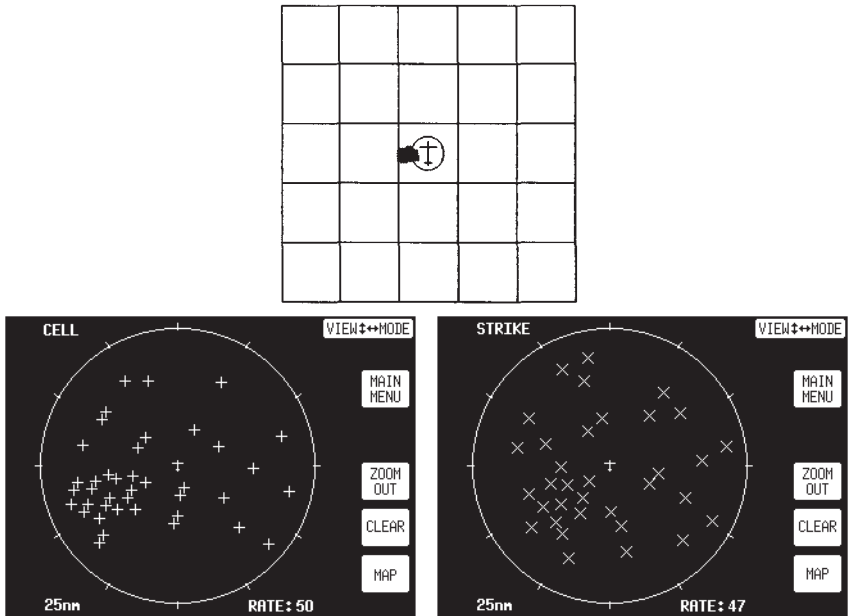 CELL
VIEW↕↔MODE
MAIN
MENU
ZOOM
OUT
CLEAR
MAP
25nm
RATE:50
STRIKE
VIEW↕↔MODE
MAIN
MENU
ZOOM
OUT
CLEAR
MAP
25nm
RATE:47